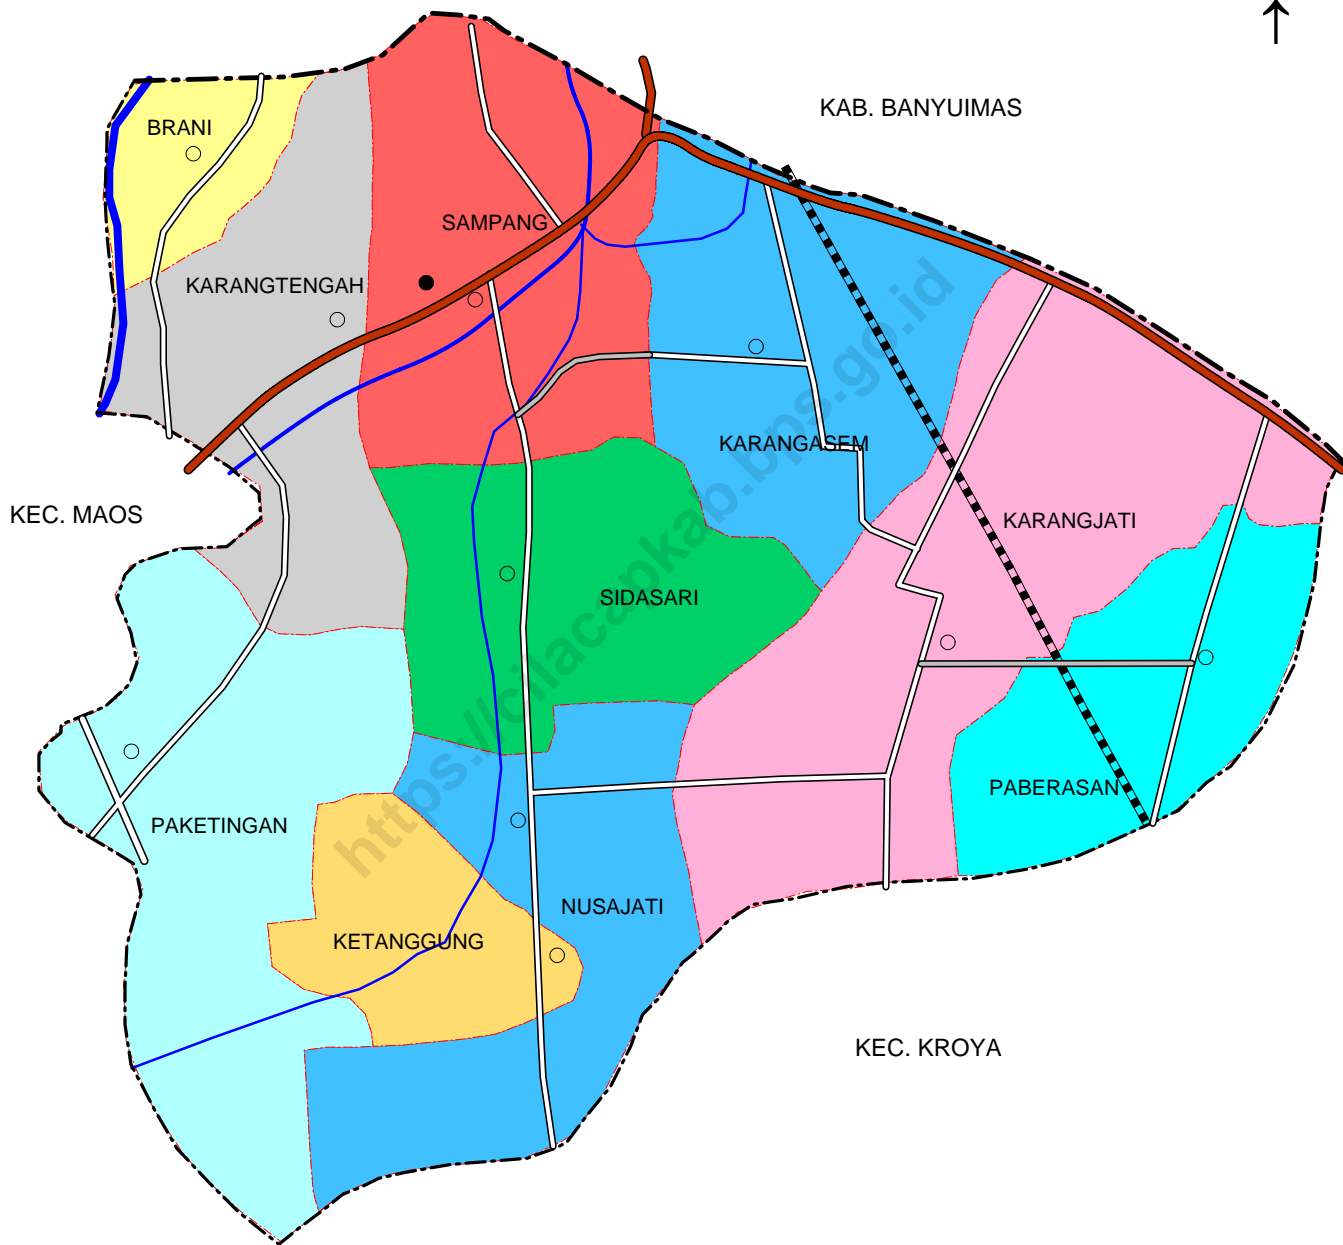 KAB. BANYUIMAS
BRANI
SAMPANG
KARANGTENGAH
KARANGASEM
KEC. MAOS
KARANGJATI
SIDASARI
PABERASAN
PAKETINGAN
NUSAJATI
KETANGGUNG
KEC. KROYA
https://cilacapkab.bps.go.id